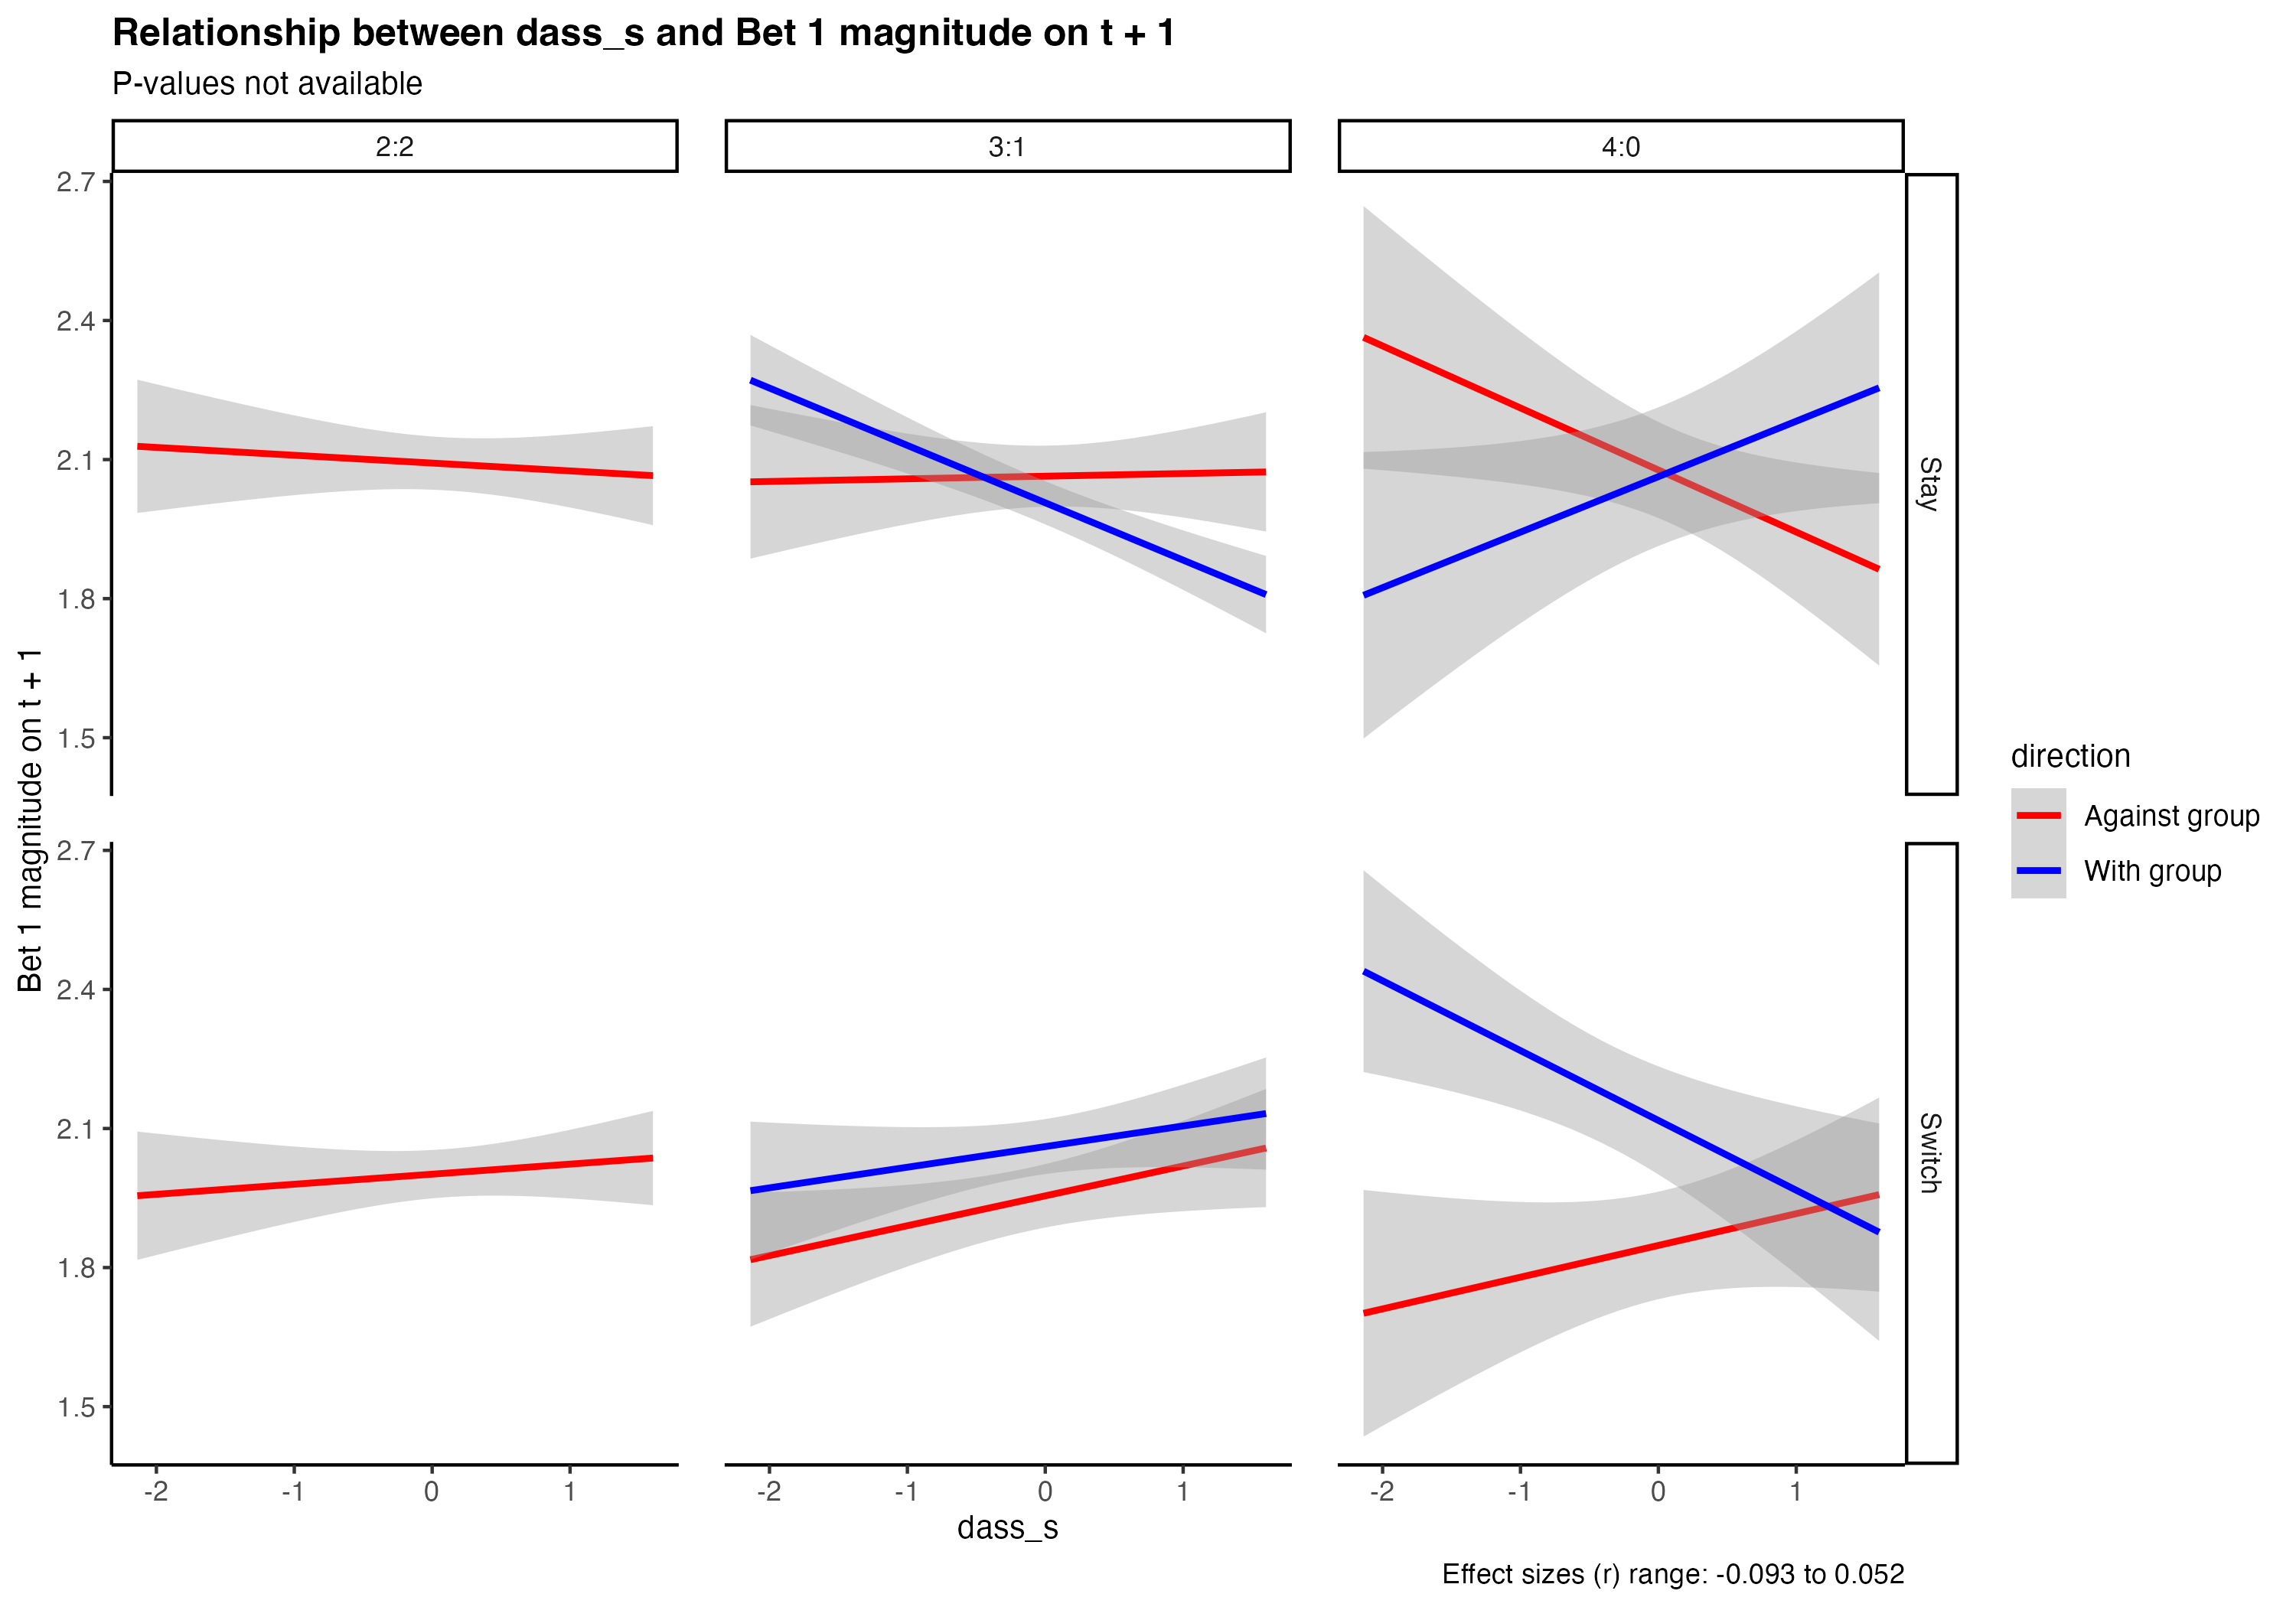 Relationship between dass_s and Bet 1 magnitude on t + 1
P-values not available
2:2
3:1
4:0
2.7
2.4
2.1
1.8
1.5
Stay
Bet 1 magnitude on t + 1
2.7
2.4
2.1
1.8
1.5
Switch
-2
-1
0
1
-2
-1
0
1
-2
-1
0
1
dass_s
direction
Against group
With group
Effect sizes (r) range: -0.093 to 0.052